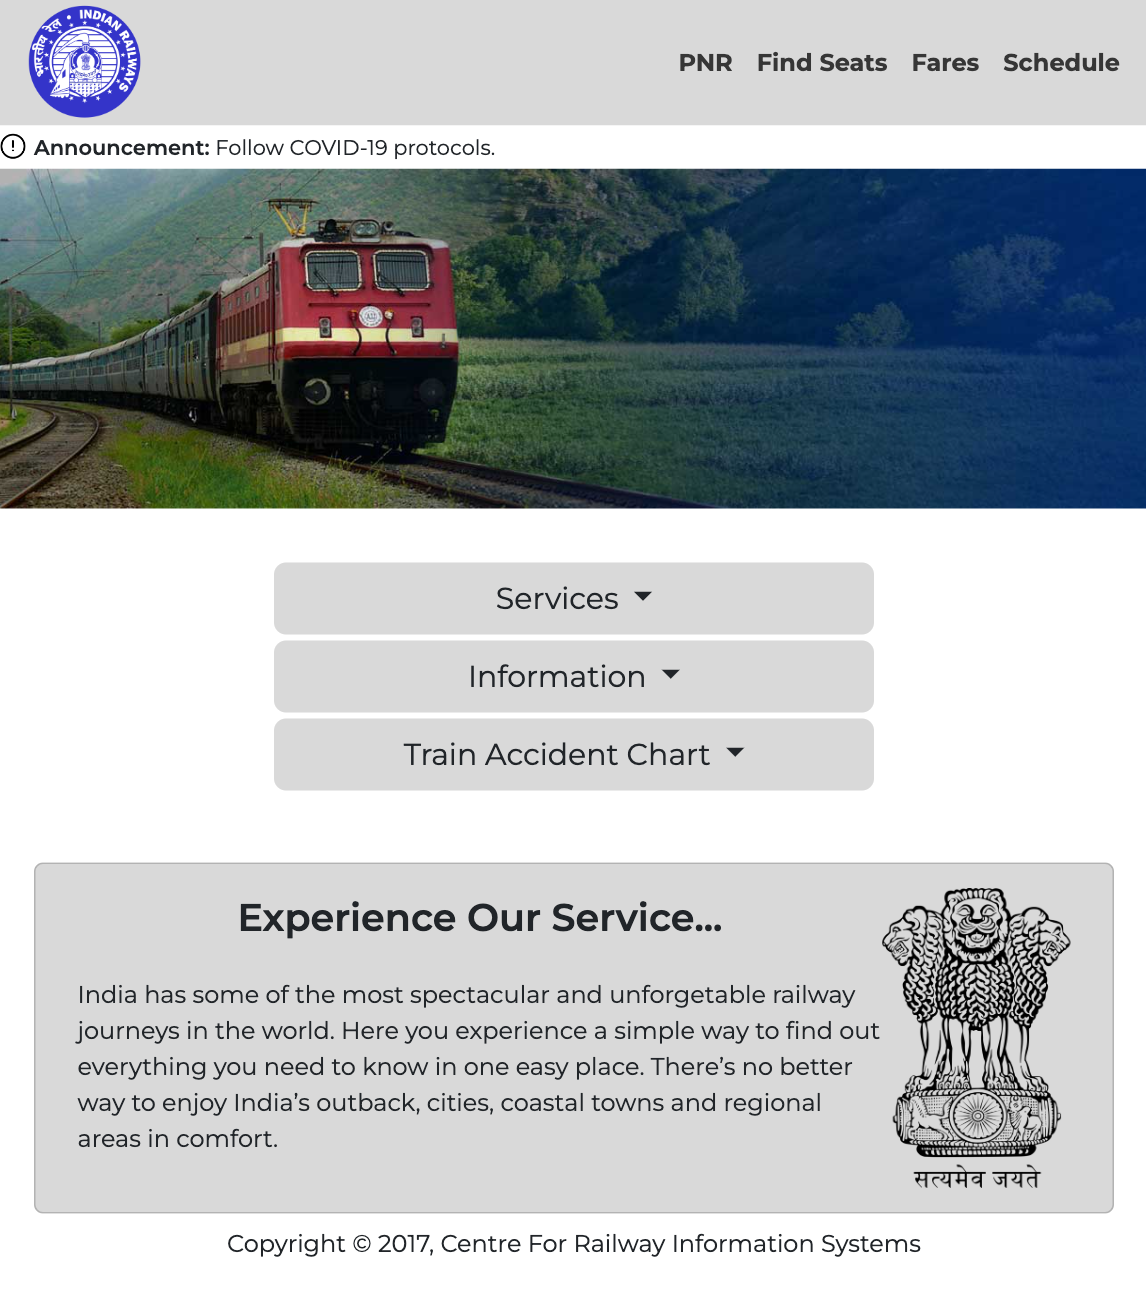 भारतीय रेल • INDIAN RAILWAYS
PNR Find Seats Fares Schedule
Announcement: Follow COVID-19 protocols.
Services
Information
Train Accident Chart
Experience Our Service...
India has some of the most spectacular and unforgetable railway
journeys in the world. Here you experience a simple way to find out
everything you need to know in one easy place. There’s no better
way to enjoy India’s outback, cities, coastal towns and regional
areas in comfort.
सत्यमेव जयते
Copyright © 2017, Centre For Railway Information Systems